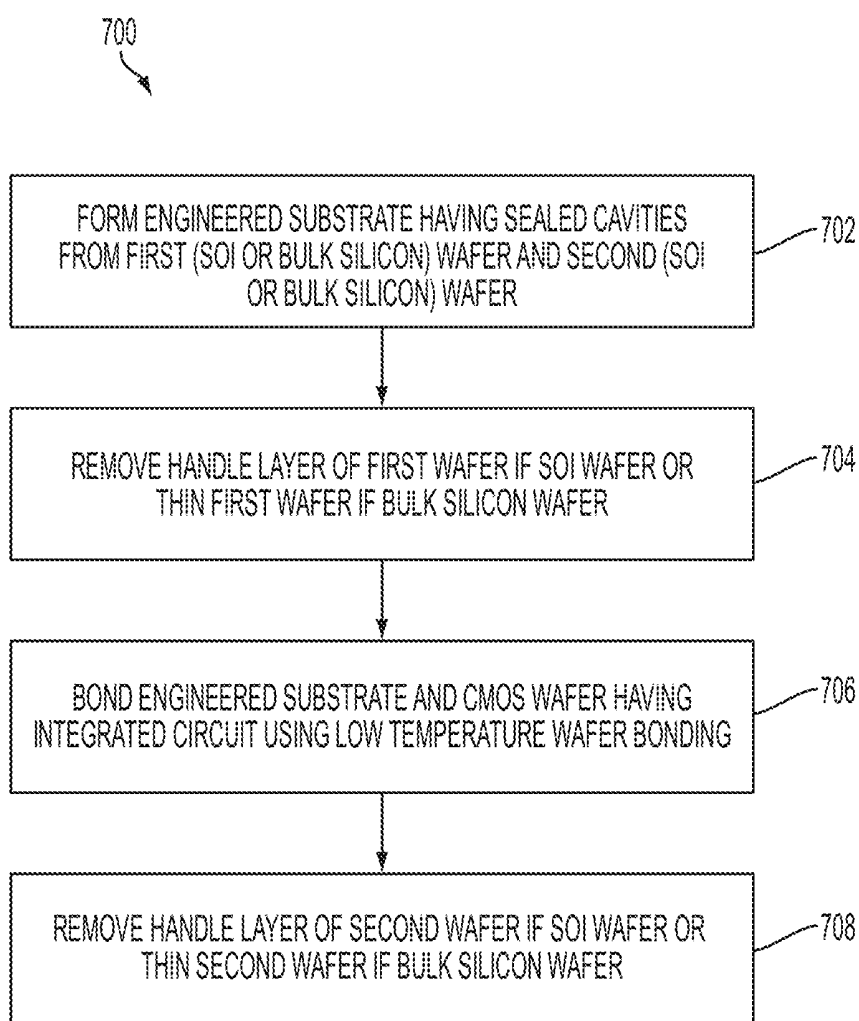 700
FORM ENGINEERED SUBSTRATE HAVING SEALED CAVITIES
FROM FIRST (SOI OR BULK SILICON) WAFER AND SECOND (SOI
OR BULK SILICON) WAFER
702
REMOVE HANDLE LAYER OF FIRST WAFER IF SOI WAFER OR
THIN FIRST WAFER IF BULK SILICON WAFER
704
BOND ENGINEERED SUBSTRATE AND CMOS WAFER HAVING
INTEGRATED CIRCUIT USING LOW TEMPERATURE WAFER BONDING
706
REMOVE HANDLE LAYER OF SECOND WAFER IF SOI WAFER OR
THIN SECOND WAFER IF BULK SILICON WAFER
708